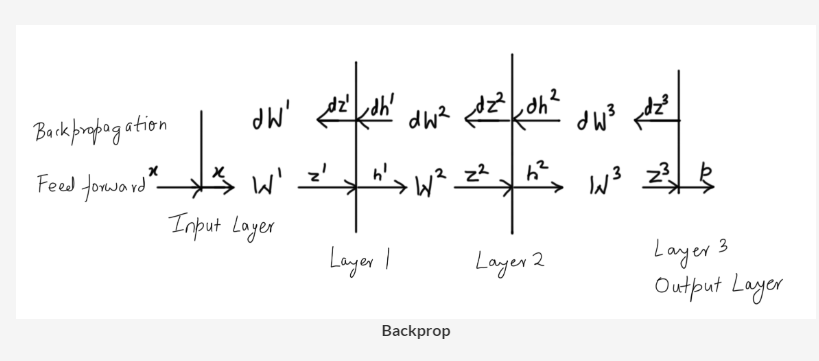 Backpropagation dW¹ dz¹ dh¹ dW² dz² dh² dW³ dz³
Feed forward x x W¹ z¹ h¹ W² z² h² W³ z³ p
Input Layer
Layer 1 Layer 2 Layer 3
Output Layer
Backprop